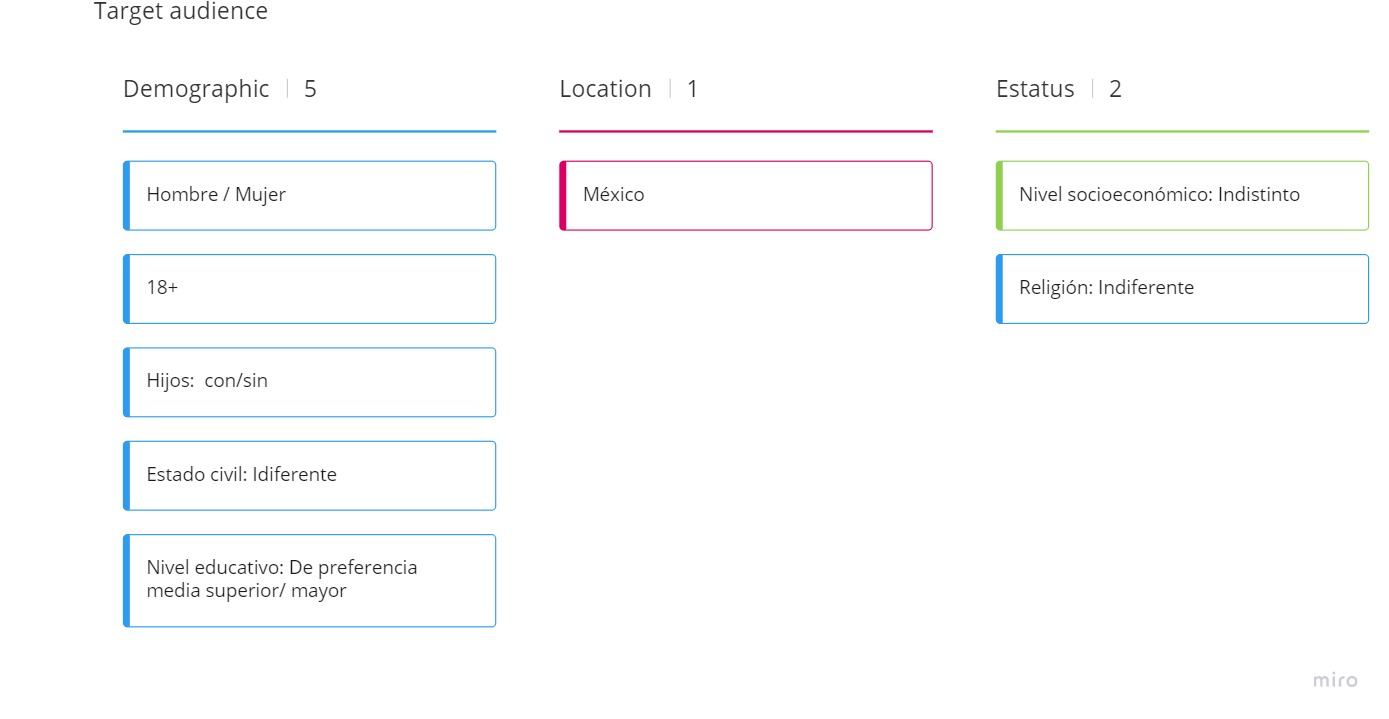 Target audience
Demographic | 5
Hombre / Mujer
18+
Hijos:  con/sin
Estado civil: Idiferente
Nivel educativo: De preferencia
media superior/ mayor
Location | 1
México
Estatus | 2
Nivel socioeconómico: Indistinto
Religión: Indiferente
miro